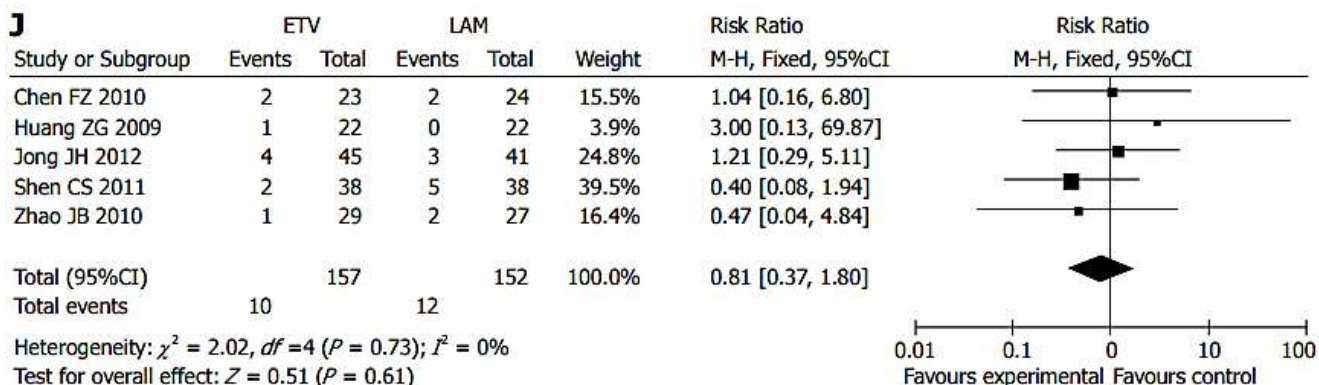 J
ETV LAM Risk Ratio Risk Ratio
Study or Subgroup Events Total Events Total Weight M-H, Fixed, 95%CI M-H, Fixed, 95%CI
Chen FZ 2010 2 23 2 24 15.5% 1.04 [0.16, 6.80]
Huang ZG 2009 1 22 0 22 3.9% 3.00 [0.13, 69.87]
Jong JH 2012 4 45 3 41 24.8% 1.21 [0.29, 5.11]
Shen CS 2011 2 38 5 38 39.5% 0.40 [0.08, 1.94]
Zhao JB 2010 1 29 2 27 16.4% 0.47 [0.04, 4.84]
Total (95%CI) 157 152 100.0% 0.81 [0.37, 1.80]
Total events 10 12
Heterogeneity: χ² = 2.02, df =4 (P = 0.73); I² = 0%
Test for overall effect: Z = 0.51 (P = 0.61)
0.01 0.1 0 10 100
Favours experimental Favours control